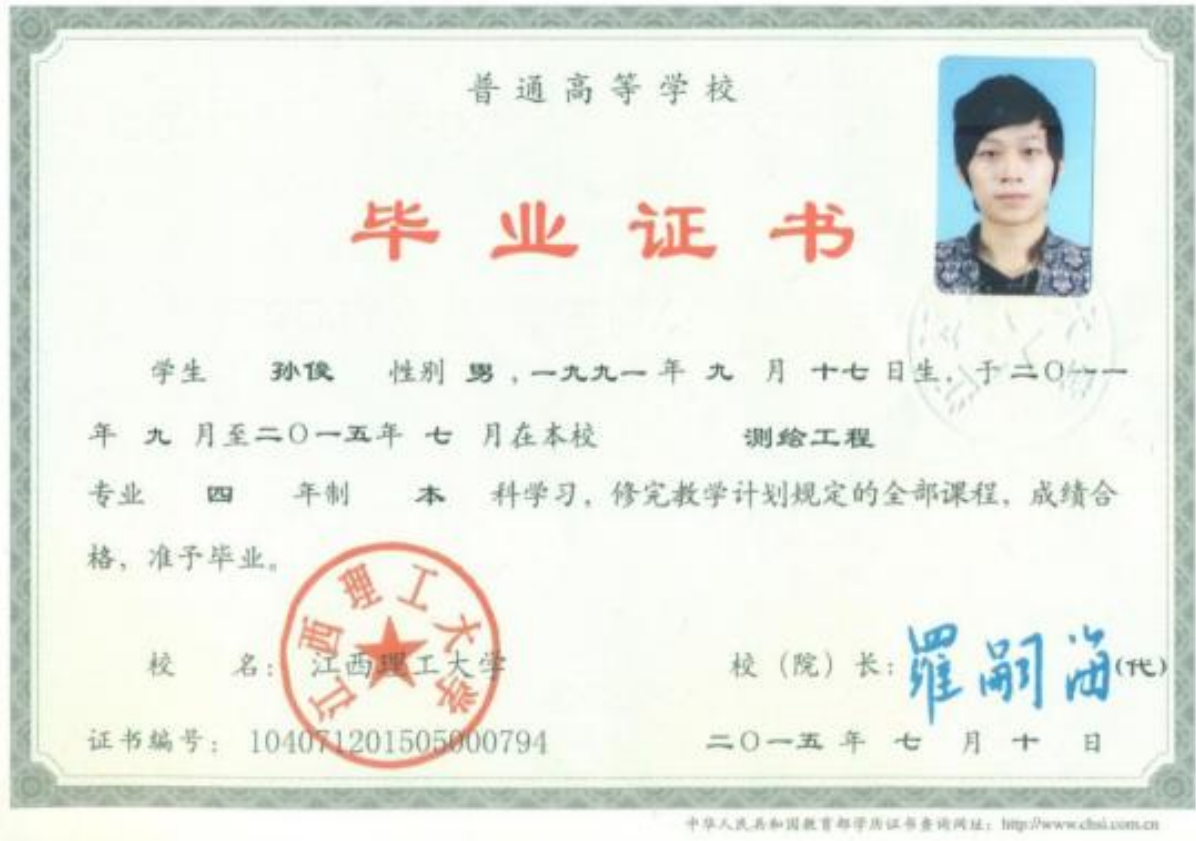 普通高等学校
毕业证书
学生 孙俊 性别 男，一九九一年 九 月 十七 日生，于二〇一一
年 九 月至二〇一五年 七 月在本校 测绘工程
专业 四 年制 本 科学习，修完教学计划规定的全部课程，成绩合
格，准予毕业。
江西理工大学
校 名：江西理工大学 校（院）长：羅嗣海(代)
证书编号：104071201505000794 二〇一五年 七 月 十 日
中华人民共和国教育部学历证书查询网址：http://www.chsi.com.cn